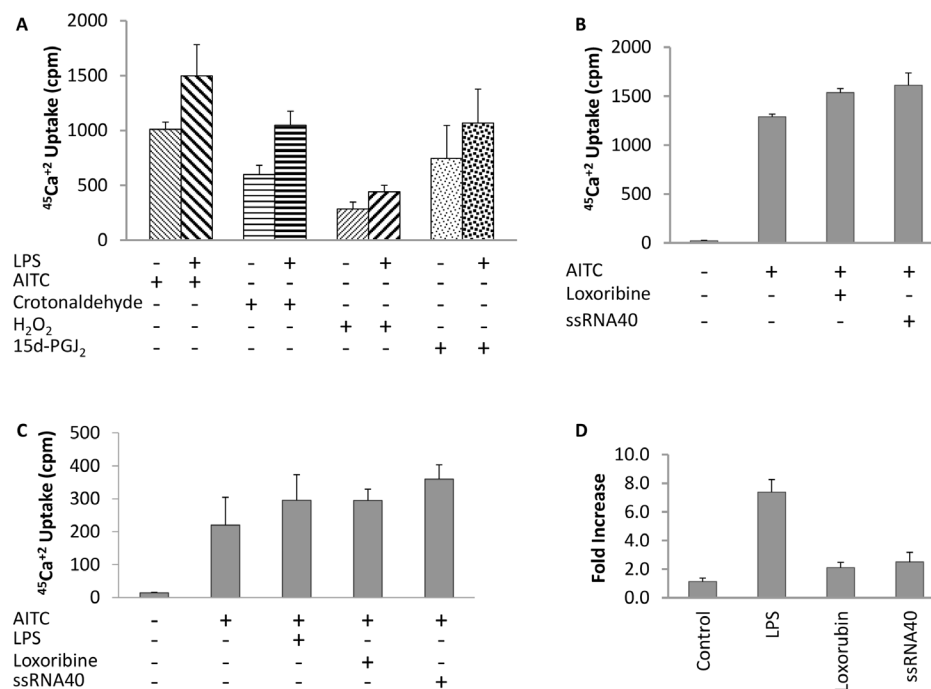 A
⁴⁵Ca⁺² Uptake (cpm)
2000
1500
1000
500
0
LPS - + - + - + - +
AITC + + - - - - - -
Crotonaldehyde - - + + - - - -
H₂O₂ - - - - + + - -
15d-PGJ₂ - - - - - - + +
B
⁴⁵Ca⁺² Uptake (cpm)
2000
1500
1000
500
0
AITC - + + +
Loxoribine - - + -
ssRNA40 - - - +
C
⁴⁵Ca⁺² Uptake (cpm)
500
400
300
200
100
0
AITC - + + + +
LPS - - + - -
Loxoribine - - - + -
ssRNA40 - - - - +
D
Fold Increase
10.0
8.0
6.0
4.0
2.0
0.0
Control
LPS
Loxorubin
ssRNA40